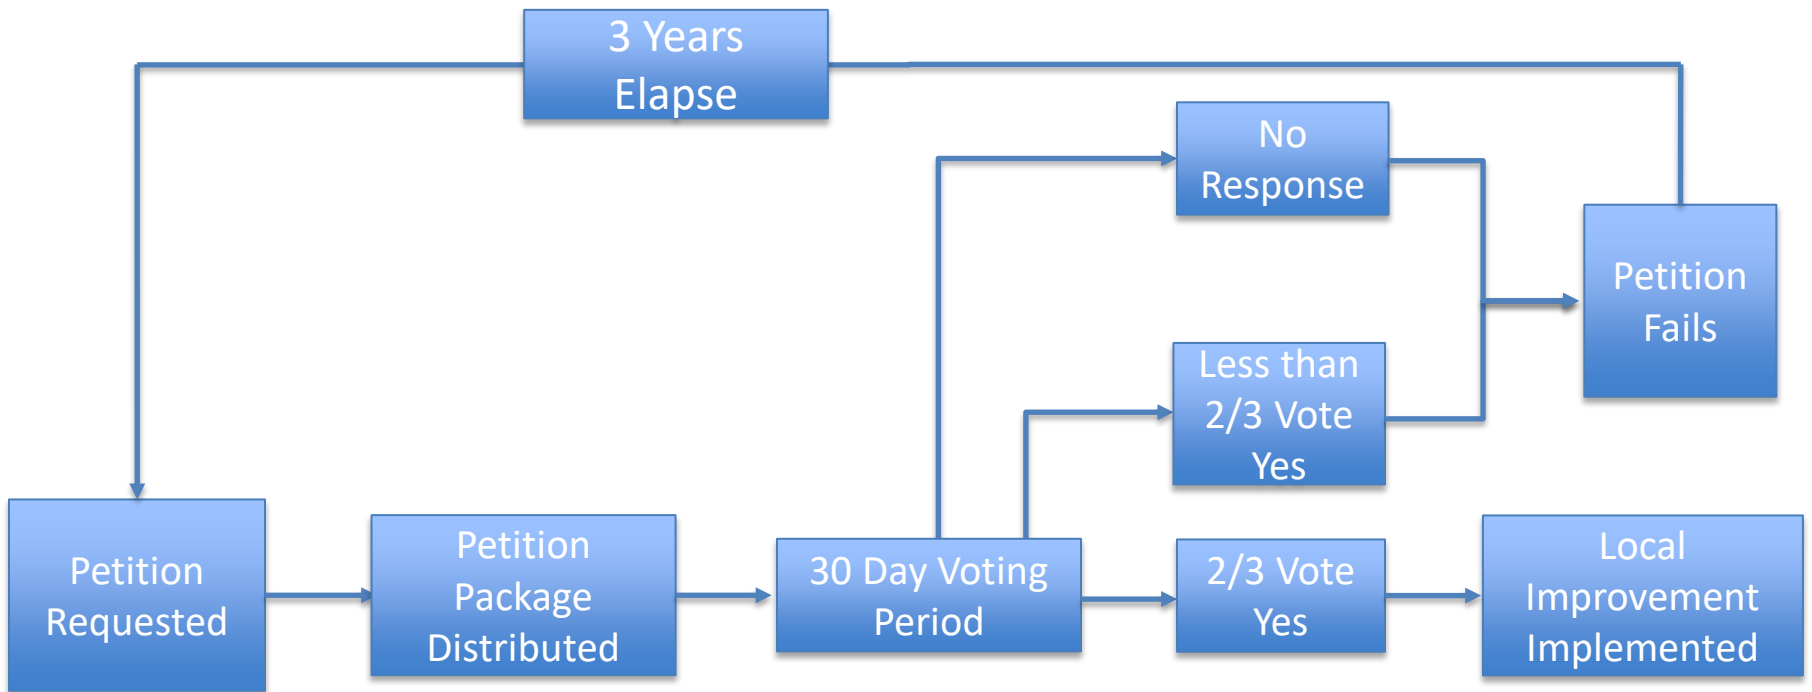 3 Years
Elapse
No
Response
Petition
Fails
Less than
2/3 Vote
Yes
Petition
Requested
Petition
Package
Distributed
30 Day Voting
Period
2/3 Vote
Yes
Local
Improvement
Implemented